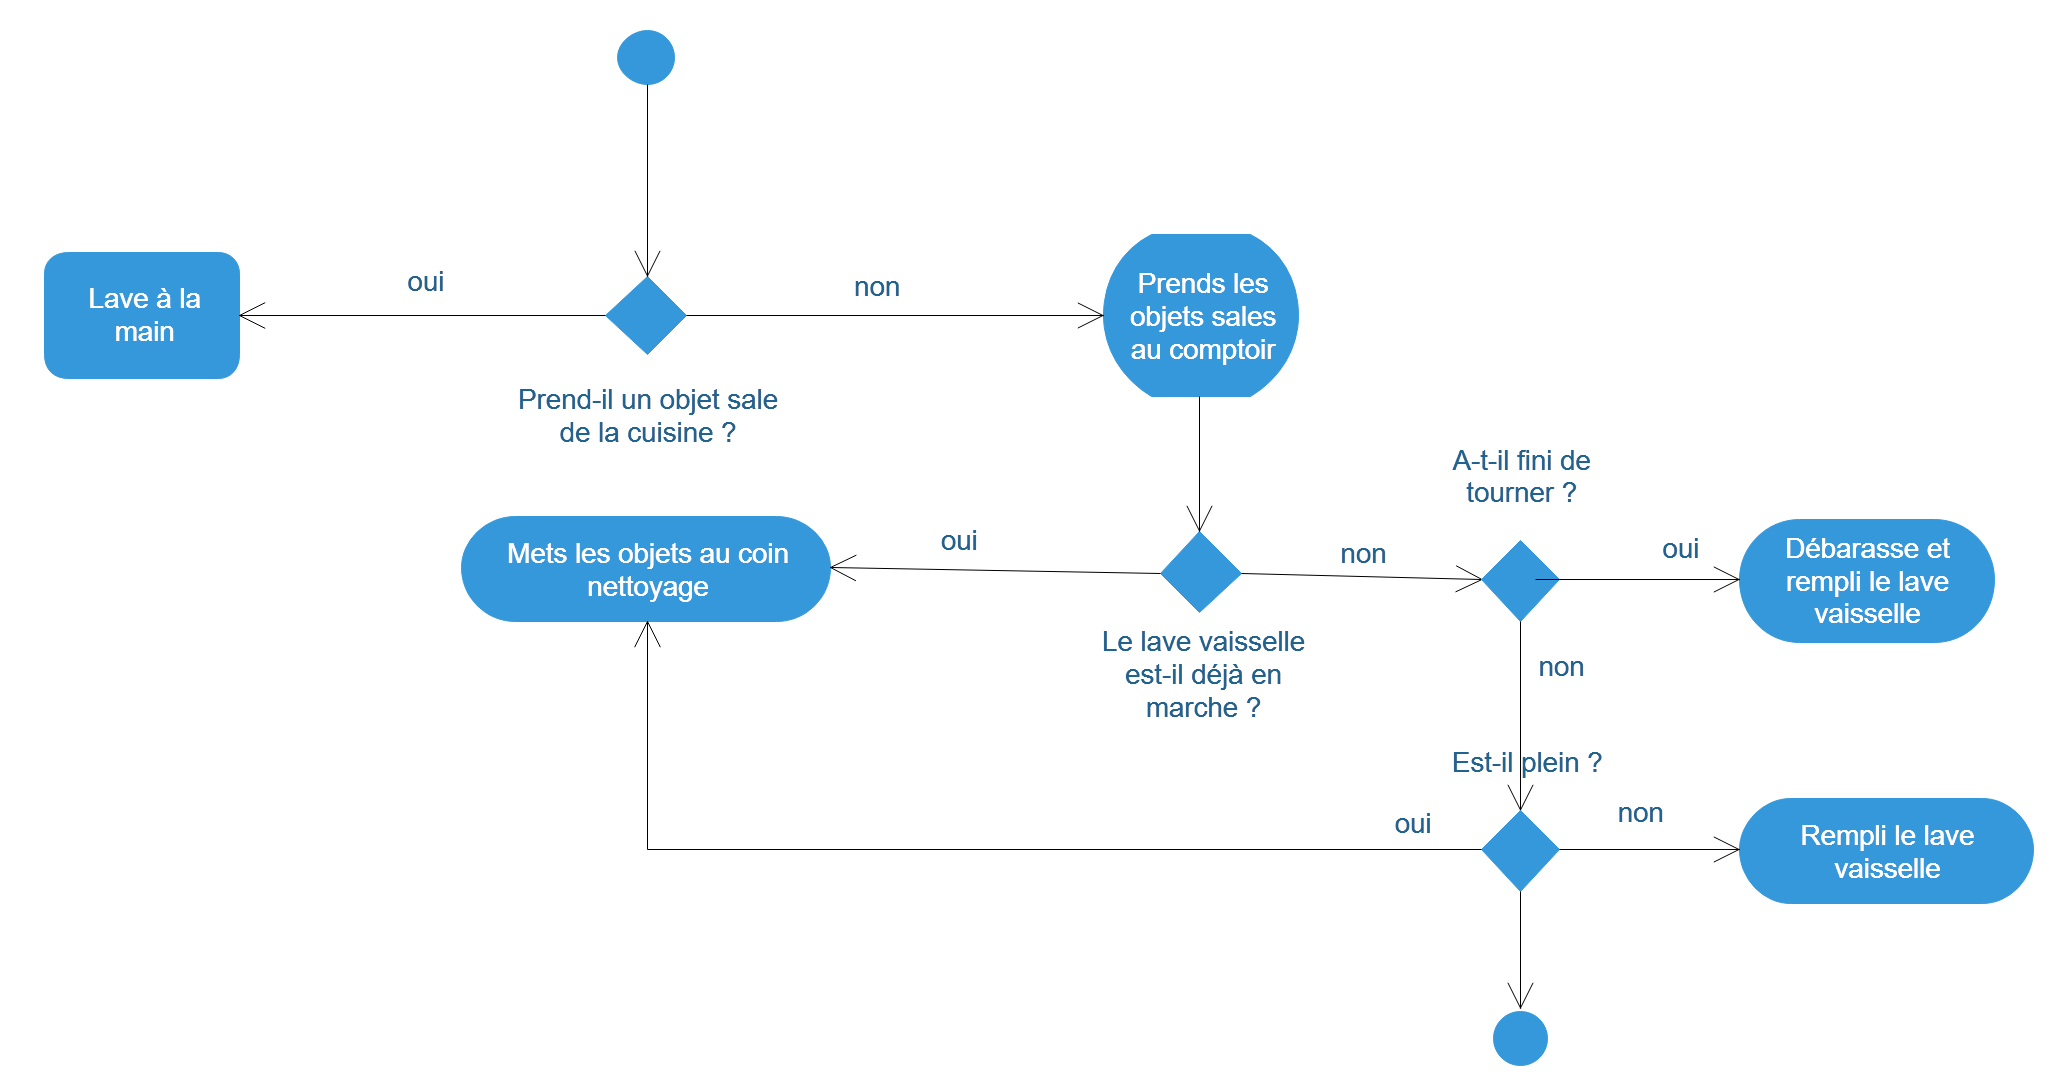 oui
non
Lave à la
main
Prends les
objets sales
au comptoir
Prend-il un objet sale
de la cuisine ?
A-t-il fini de
tourner ?
Mets les objets au coin
nettoyage
oui
non
oui
Débarasse et
rempli le lave
vaisselle
Le lave vaisselle
est-il déjà en
marche ?
non
Est-il plein ?
oui
non
Rempli le lave
vaisselle